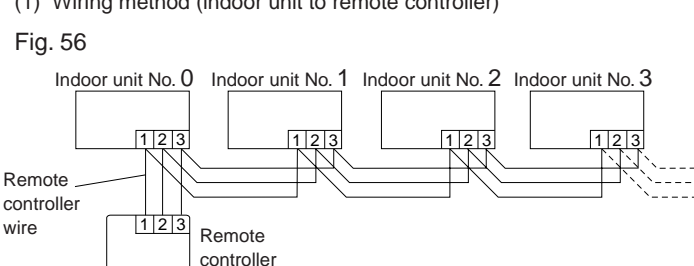 (1) Wiring method (indoor unit to remote controller)
Fig. 56
Indoor unit No. 0 Indoor unit No. 1 Indoor unit No. 2 Indoor unit No. 3
1 2 3 1 2 3 1 2 3 1 2 3
Remote
controller
wire
1 2 3
Remote
controller